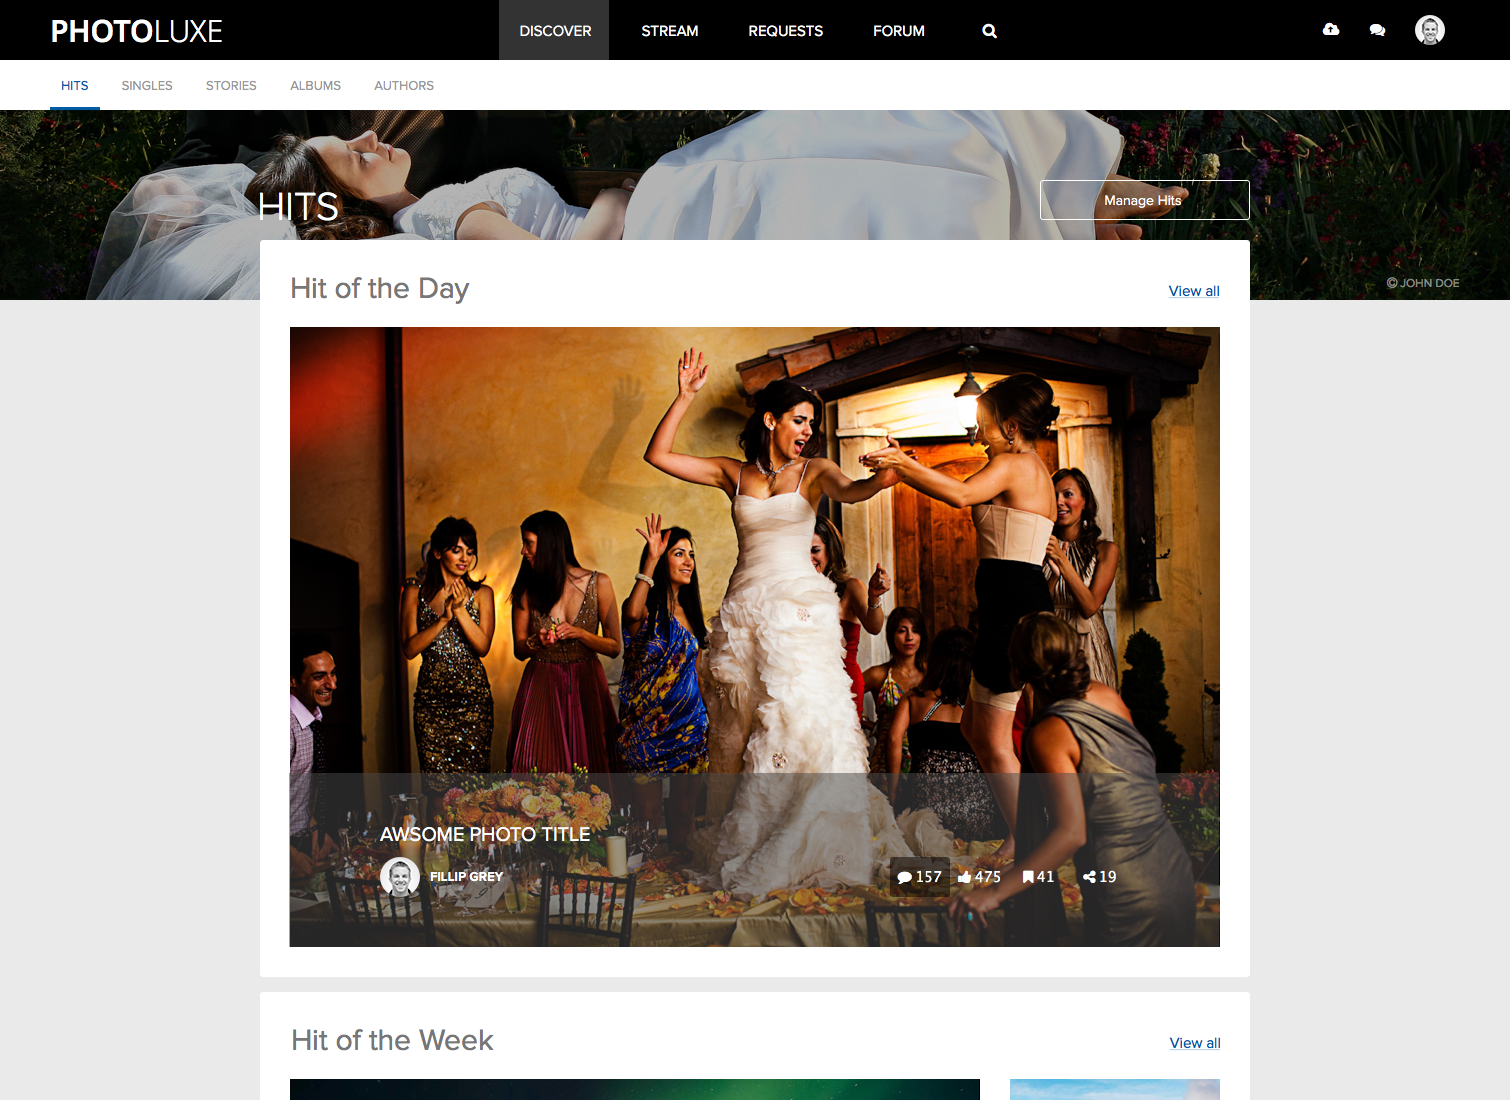 PHOTOLUXE
DISCOVER STREAM REQUESTS FORUM
HITS SINGLES STORIES ALBUMS AUTHORS
HITS
Manage Hits
© JOHN DOE
Hit of the Day
View all
AWSOME PHOTO TITLE
FILLIP GREY
157 475 41 19
Hit of the Week
View all